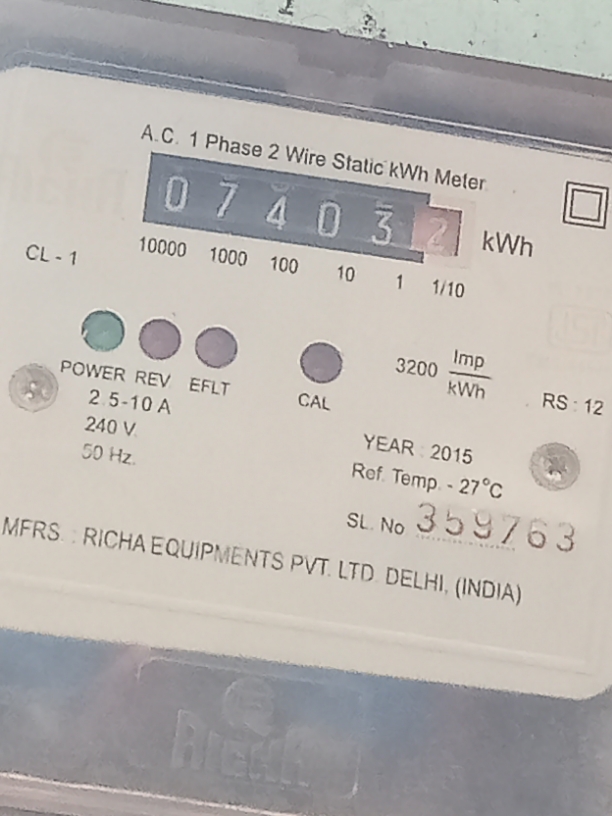 A.C. 1 Phase 2 Wire Static kWh Meter
0 7 4 0 3 2 kWh
10000 1000 100 10 1 1/10
CL - 1
POWER REV EFLT CAL
3200 Imp/kWh
RS : 12
2.5-10 A
240 V.
50 Hz.
YEAR : 2015
Ref. Temp. - 27°C
SL. No 359763
MFRS. : RICHA EQUIPMENTS PVT. LTD. DELHI, (INDIA)
RICHA